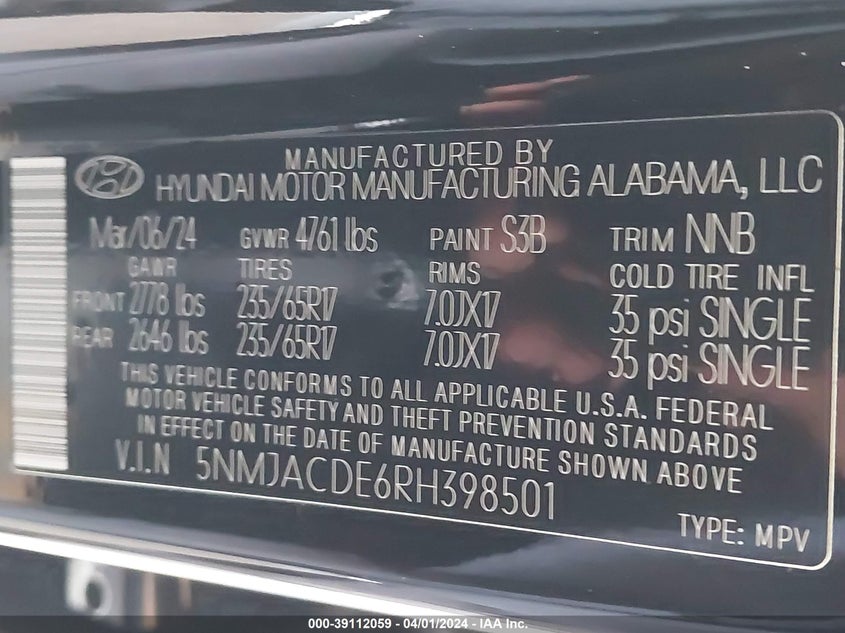 MANUFACTURED BY
HYUNDAI MOTOR MANUFACTURING ALABAMA, LLC
Mar/06/24 GVWR 4761 lbs PAINT S3B TRIM NNB
GAWR TIRES RIMS COLD TIRE INFL
FRONT 2778 lbs 235/65R17 7.0JX17 35 psi SINGLE
REAR 2646 lbs 235/65R17 7.0JX17 35 psi SINGLE
THIS VEHICLE CONFORMS TO ALL APPLICABLE U.S.A. FEDERAL
MOTOR VEHICLE SAFETY AND THEFT PREVENTION STANDARDS
IN EFFECT ON THE DATE OF MANUFACTURE SHOWN ABOVE
V.I.N 5NMJACDE6RH398501
TYPE: MPV
000-39112059 - 04/01/2024 - IAA Inc.